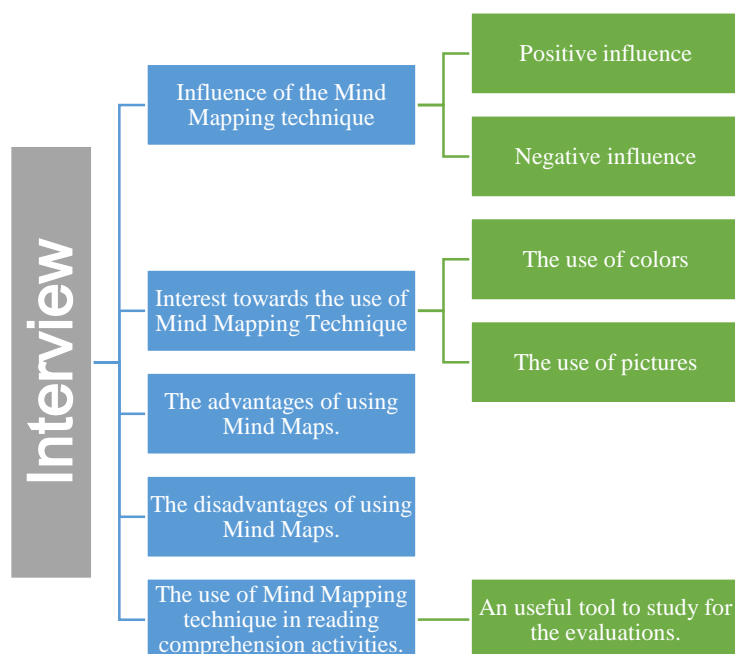 Interview
Influence of the Mind
Mapping technique
Positive influence
Negative influence
Interest towards the use of
Mind Mapping Technique
The use of colors
The use of pictures
The advantages of using
Mind Maps.
The disadvantages of using
Mind Maps.
The use of Mind Mapping
technique in reading
comprehension activities.
An useful tool to study for
the evaluations.